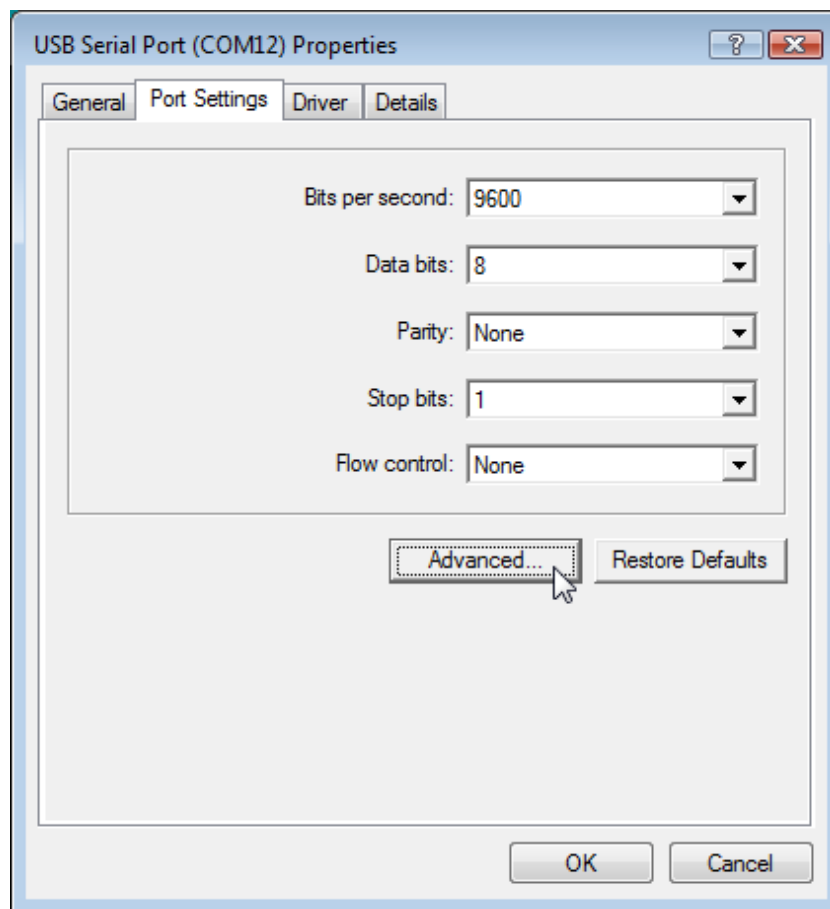 USB Serial Port (COM12) Properties
General Port Settings Driver Details
Bits per second: 9600
Data bits: 8
Parity: None
Stop bits: 1
Flow control: None
Advanced... Restore Defaults
OK Cancel